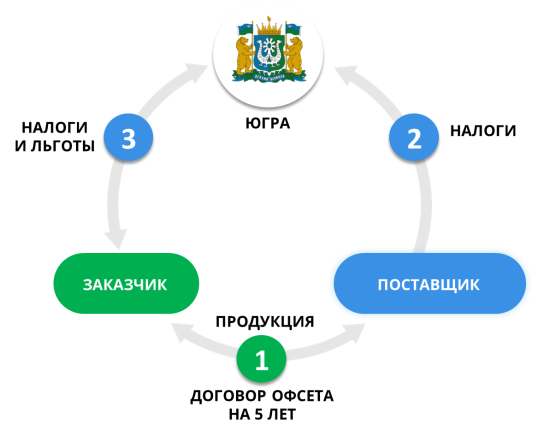 ЮГРА
НАЛОГИ
И ЛЬГОТЫ
3
2
НАЛОГИ
ЗАКАЗЧИК
ПОСТАВЩИК
ПРОДУКЦИЯ
1
ДОГОВОР ОФСЕТА
НА 5 ЛЕТ